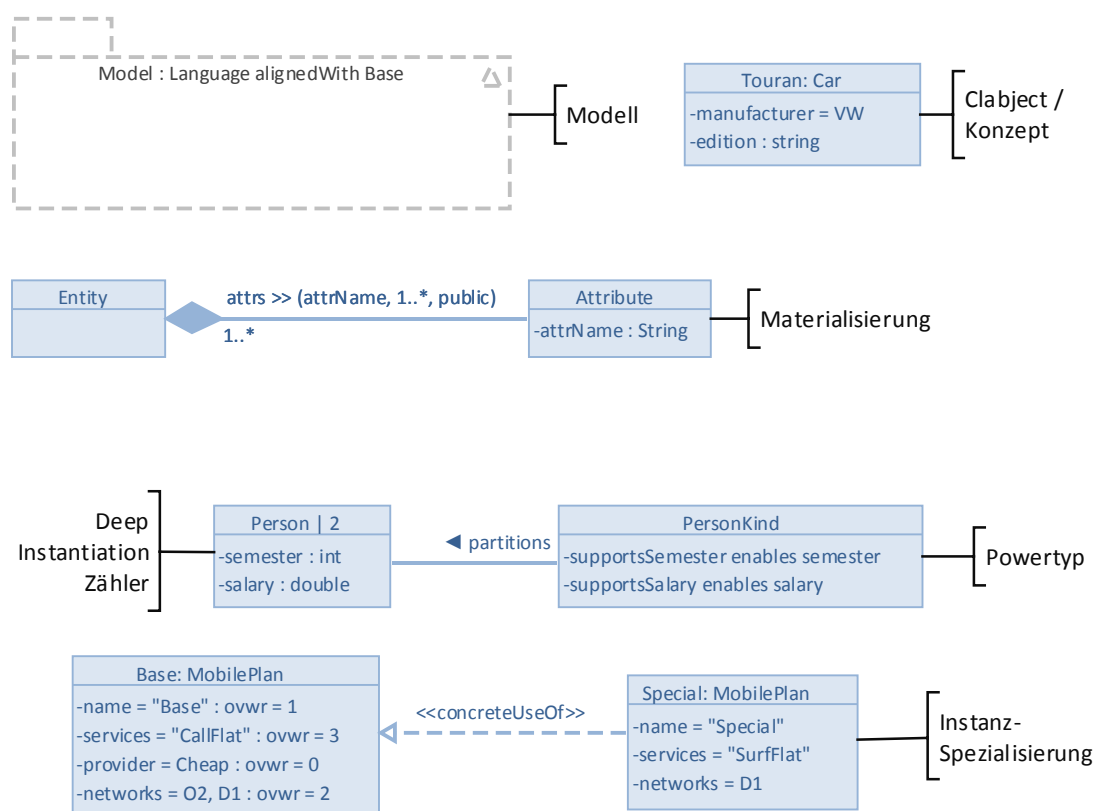 Model : Language alignedWith Base
Modell
Touran: Car
-manufacturer = VW
-edition : string
Clabject /
Konzept
Entity
attrs >> (attrName, 1..*, public)
1..*
Attribute
-attrName : String
Materialisierung
Deep
Instantiation
Zähler
Person | 2
-semester : int
-salary : double
◄ partitions
PersonKind
-supportsSemester enables semester
-supportsSalary enables salary
Powertyp
Base: MobilePlan
-name = "Base" : ovwr = 1
-services = "CallFlat" : ovwr = 3
-provider = Cheap : ovwr = 0
-networks = O2, D1 : ovwr = 2
<<concreteUseOf>>
Special: MobilePlan
-name = "Special"
-services = "SurfFlat"
-networks = D1
Instanz-
Spezialisierung